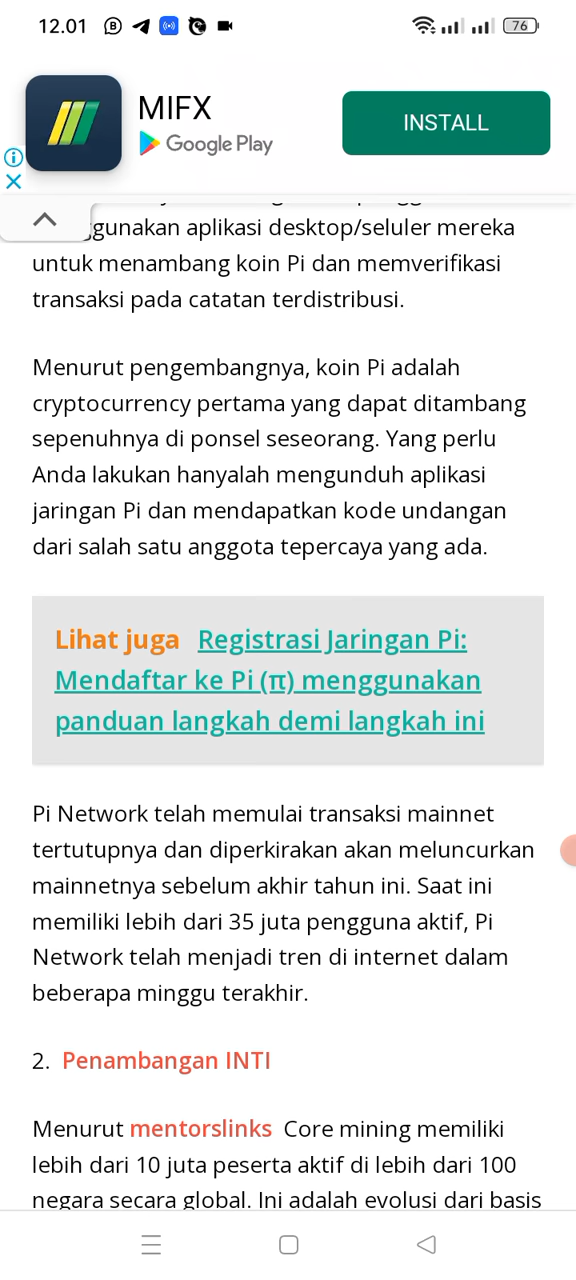 12.01
76
MIFX
Google Play
INSTALL
gunakan aplikasi desktop/seluler mereka
untuk menambang koin Pi dan memverifikasi
transaksi pada catatan terdistribusi.
Menurut pengembangnya, koin Pi adalah
cryptocurrency pertama yang dapat ditambang
sepenuhnya di ponsel seseorang. Yang perlu
Anda lakukan hanyalah mengunduh aplikasi
jaringan Pi dan mendapatkan kode undangan
dari salah satu anggota tepercaya yang ada.
Lihat juga Registrasi Jaringan Pi:
Mendaftar ke Pi (π) menggunakan
panduan langkah demi langkah ini
Pi Network telah memulai transaksi mainnet
tertutupnya dan diperkirakan akan meluncurkan
mainnetnya sebelum akhir tahun ini. Saat ini
memiliki lebih dari 35 juta pengguna aktif, Pi
Network telah menjadi tren di internet dalam
beberapa minggu terakhir.
2. Penambangan INTI
Menurut mentorslinks Core mining memiliki
lebih dari 10 juta peserta aktif di lebih dari 100
negara secara global. Ini adalah evolusi dari basis